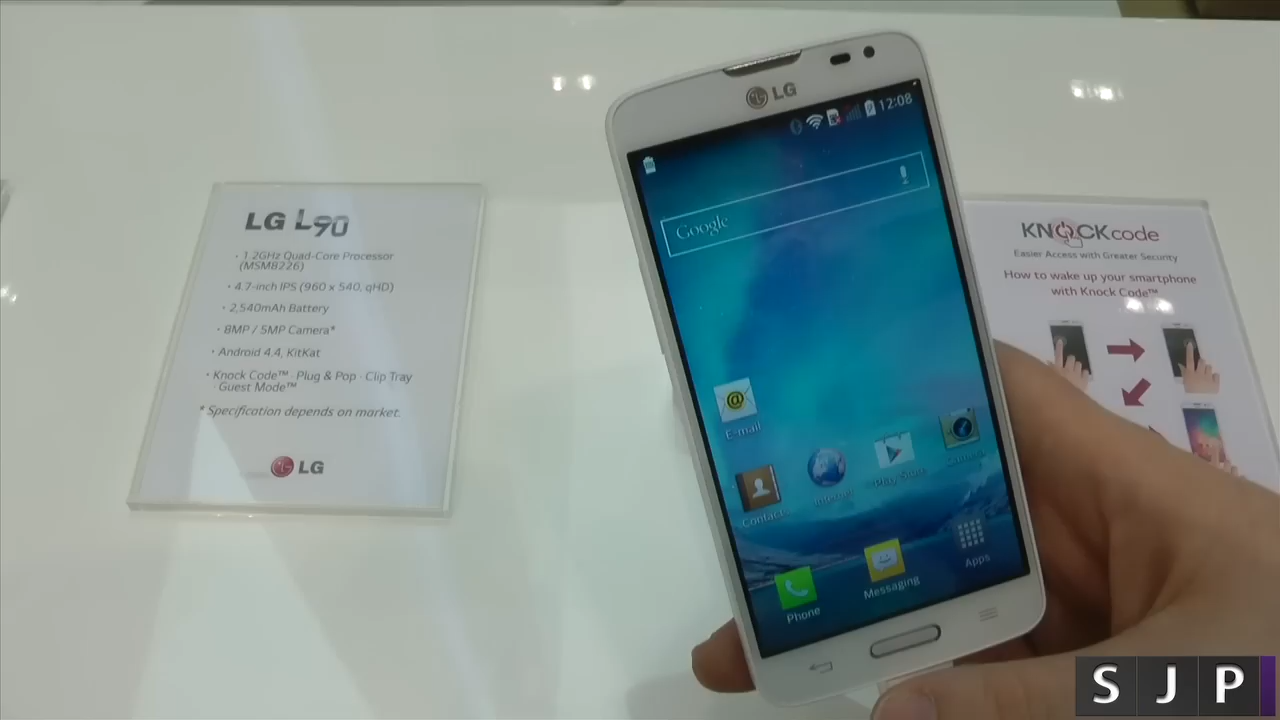 LG L90
· 1.2GHz Quad-Core Processor
(MSM8226)
· 4.7-inch IPS (960 x 540, qHD)
· 2,540mAh Battery
· 8MP / 5MP Camera*
· Android 4.4, KitKat
· Knock Code™ · Plug & Pop · Clip Tray
· Guest Mode™
* Specification depends on market.
LG
LG
12:08
Google
E-mail
Contacts
Internet
Play Store
Camera
Phone
Messaging
Apps
KNOCKcode
Easier Access with Greater Security
How to wake up your smartphone
with Knock Code™
S J P